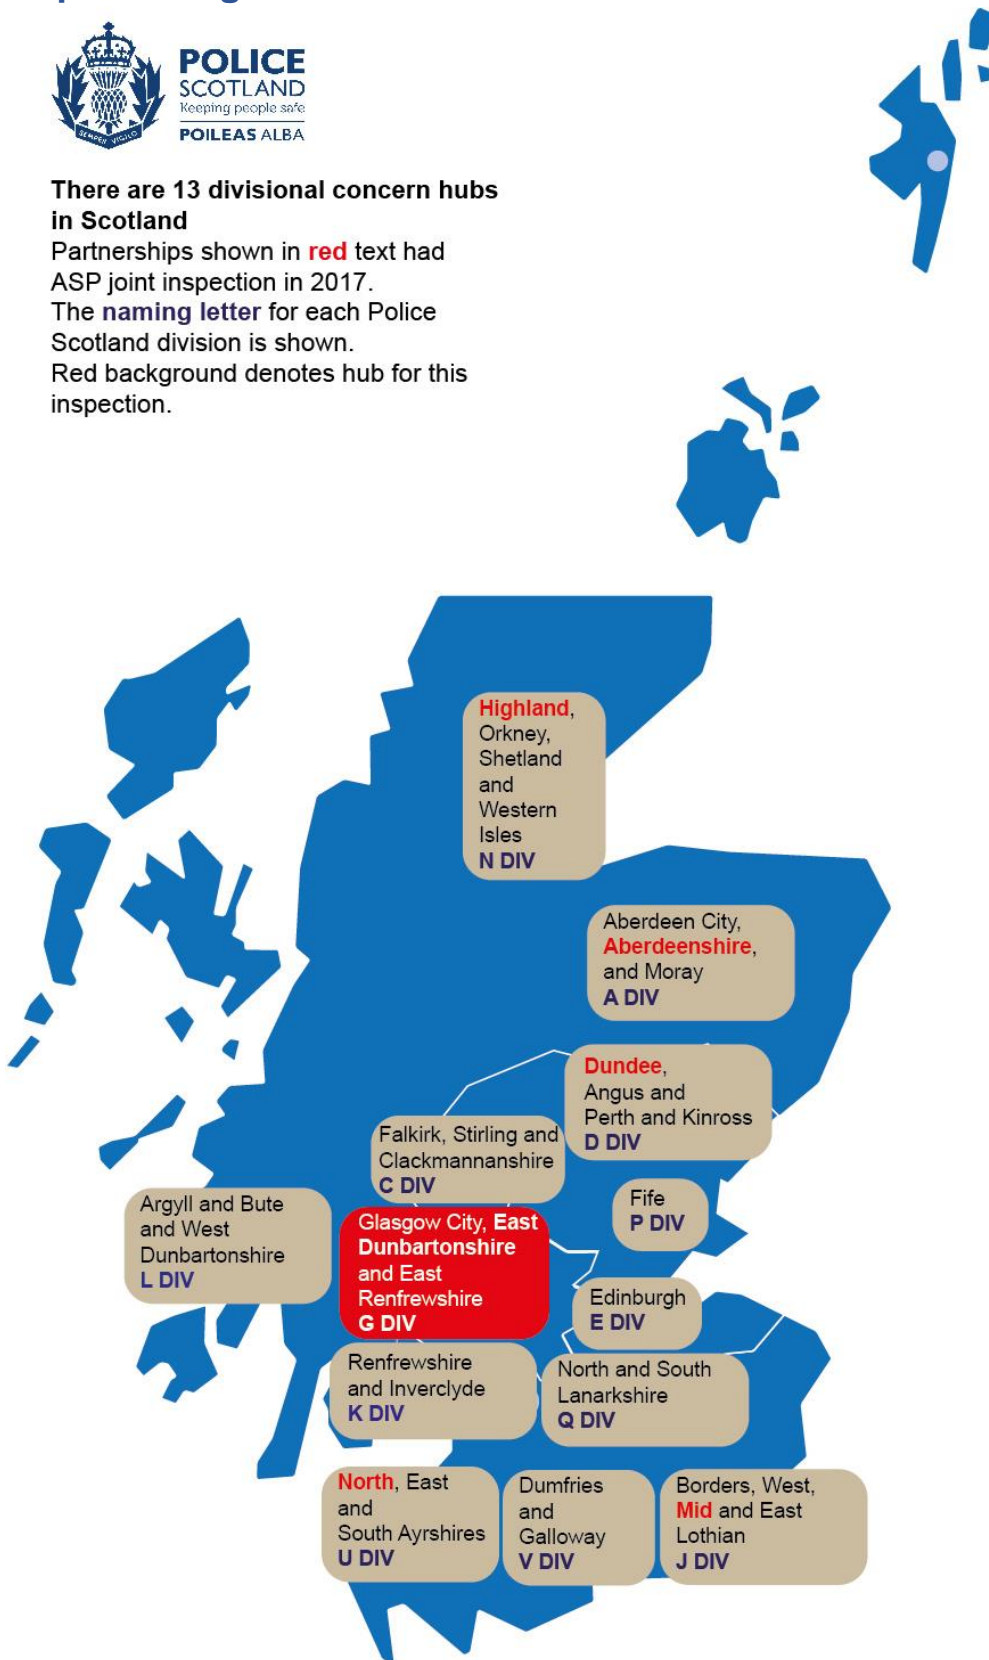 POLICE
SCOTLAND
Keeping people safe
POILEAS ALBA
SEMPER VIGILO
There are 13 divisional concern hubs
in Scotland
Partnerships shown in red text had
ASP joint inspection in 2017.
The naming letter for each Police
Scotland division is shown.
Red background denotes hub for this
inspection.
Highland,
Orkney,
Shetland
and
Western
Isles
N DIV
Aberdeen City,
Aberdeenshire,
and Moray
A DIV
Dundee,
Angus and
Perth and Kinross
D DIV
Falkirk, Stirling and
Clackmannanshire
C DIV
Fife
P DIV
Argyll and Bute
and West
Dunbartonshire
L DIV
Glasgow City, East
Dunbartonshire
and East
Renfrewshire
G DIV
Edinburgh
E DIV
Renfrewshire
and Inverclyde
K DIV
North and South
Lanarkshire
Q DIV
North, East
and
South Ayrshires
U DIV
Dumfries
and
Galloway
V DIV
Borders, West,
Mid and East
Lothian
J DIV